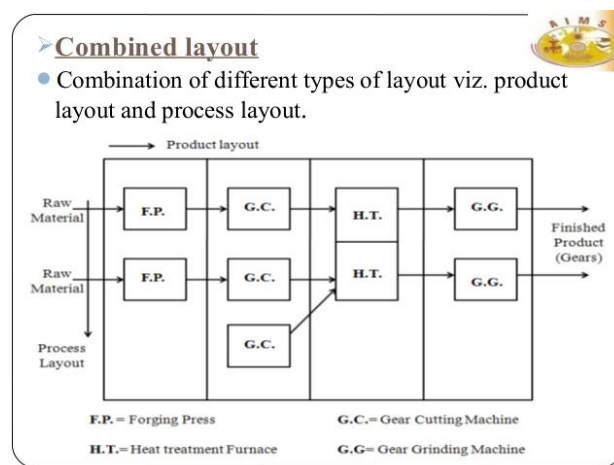 AIMS
Combined layout
Combination of different types of layout viz. product
layout and process layout.
Product layout
Raw
Material
F.P.
G.C.
H.T.
G.G.
Finished
Product
(Gears)
Raw
Material
F.P.
G.C.
H.T.
G.G.
Process
Layout
G.C.
F.P. = Forging Press
G.C.= Gear Cutting Machine
H.T.= Heat treatment Furnace
G.G= Gear Grinding Machine